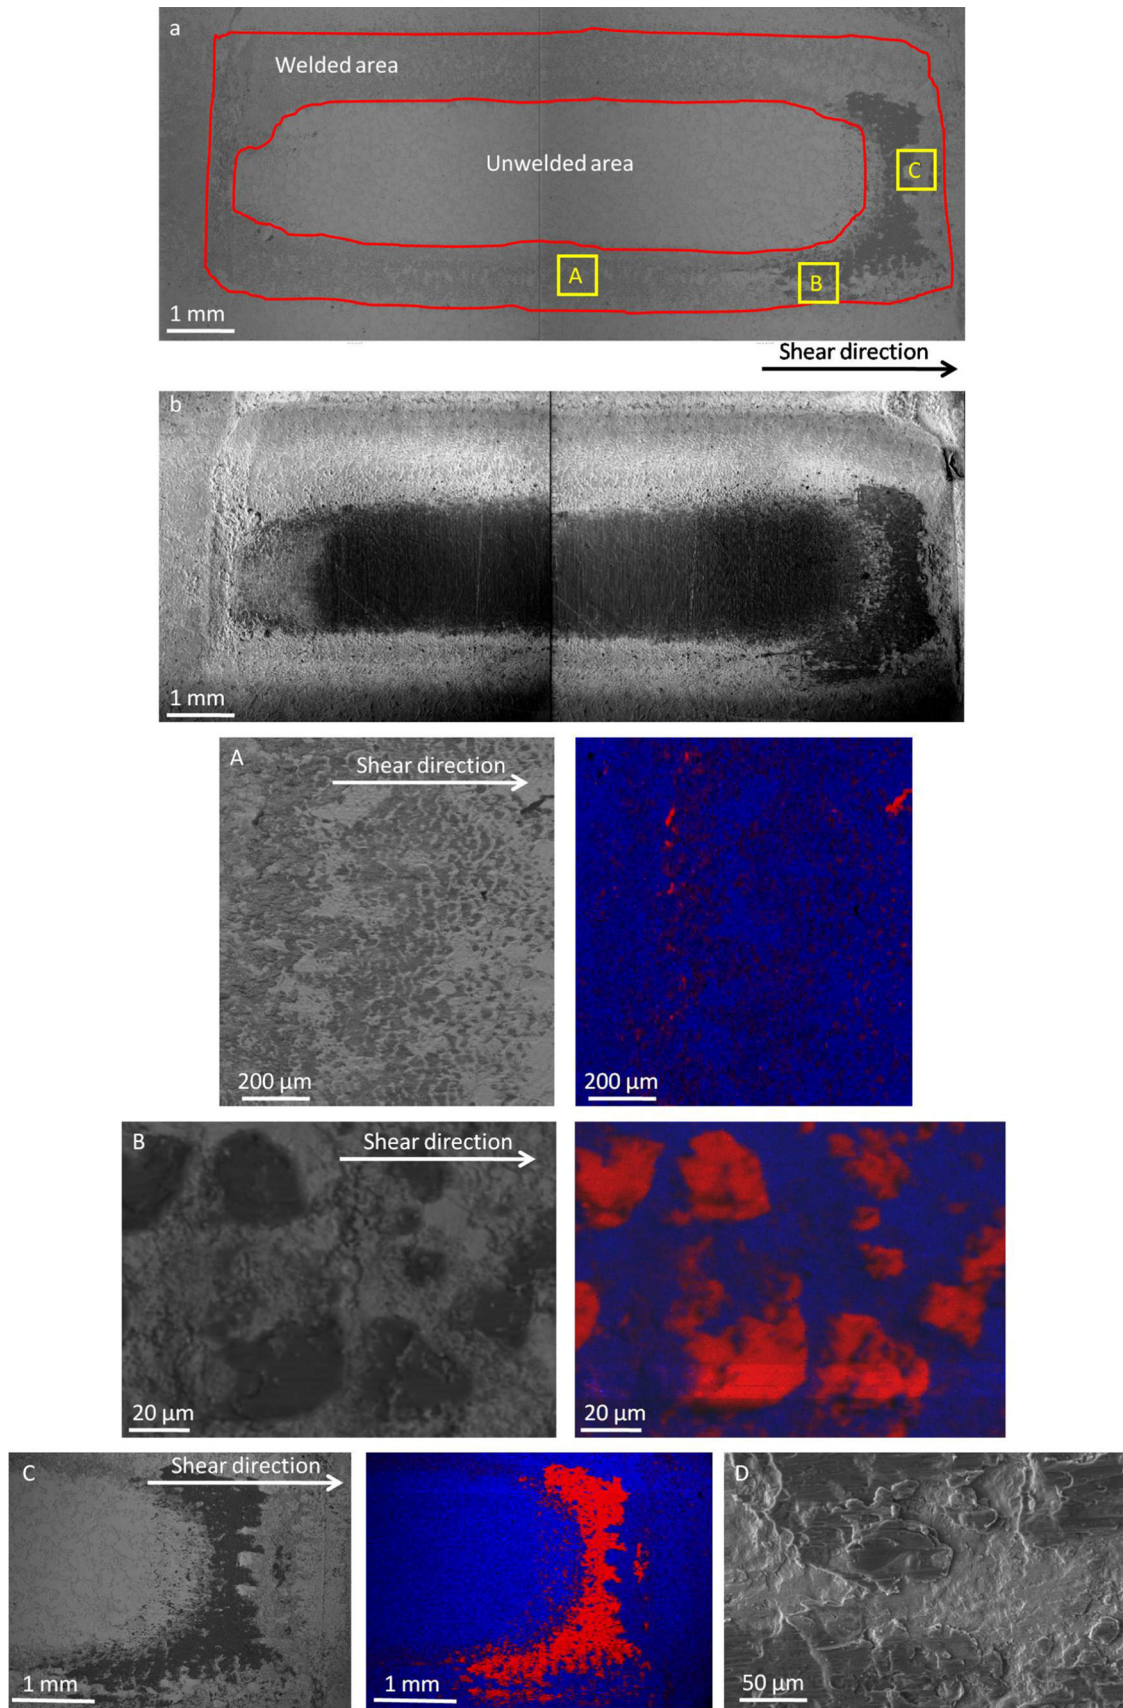 a
Welded area
Unwelded area
C
A
B
1 mm
Shear direction
b
1 mm
A
Shear direction
200 µm
200 µm
B
Shear direction
20 µm
20 µm
C
Shear direction
D
1 mm
1 mm
50 µm